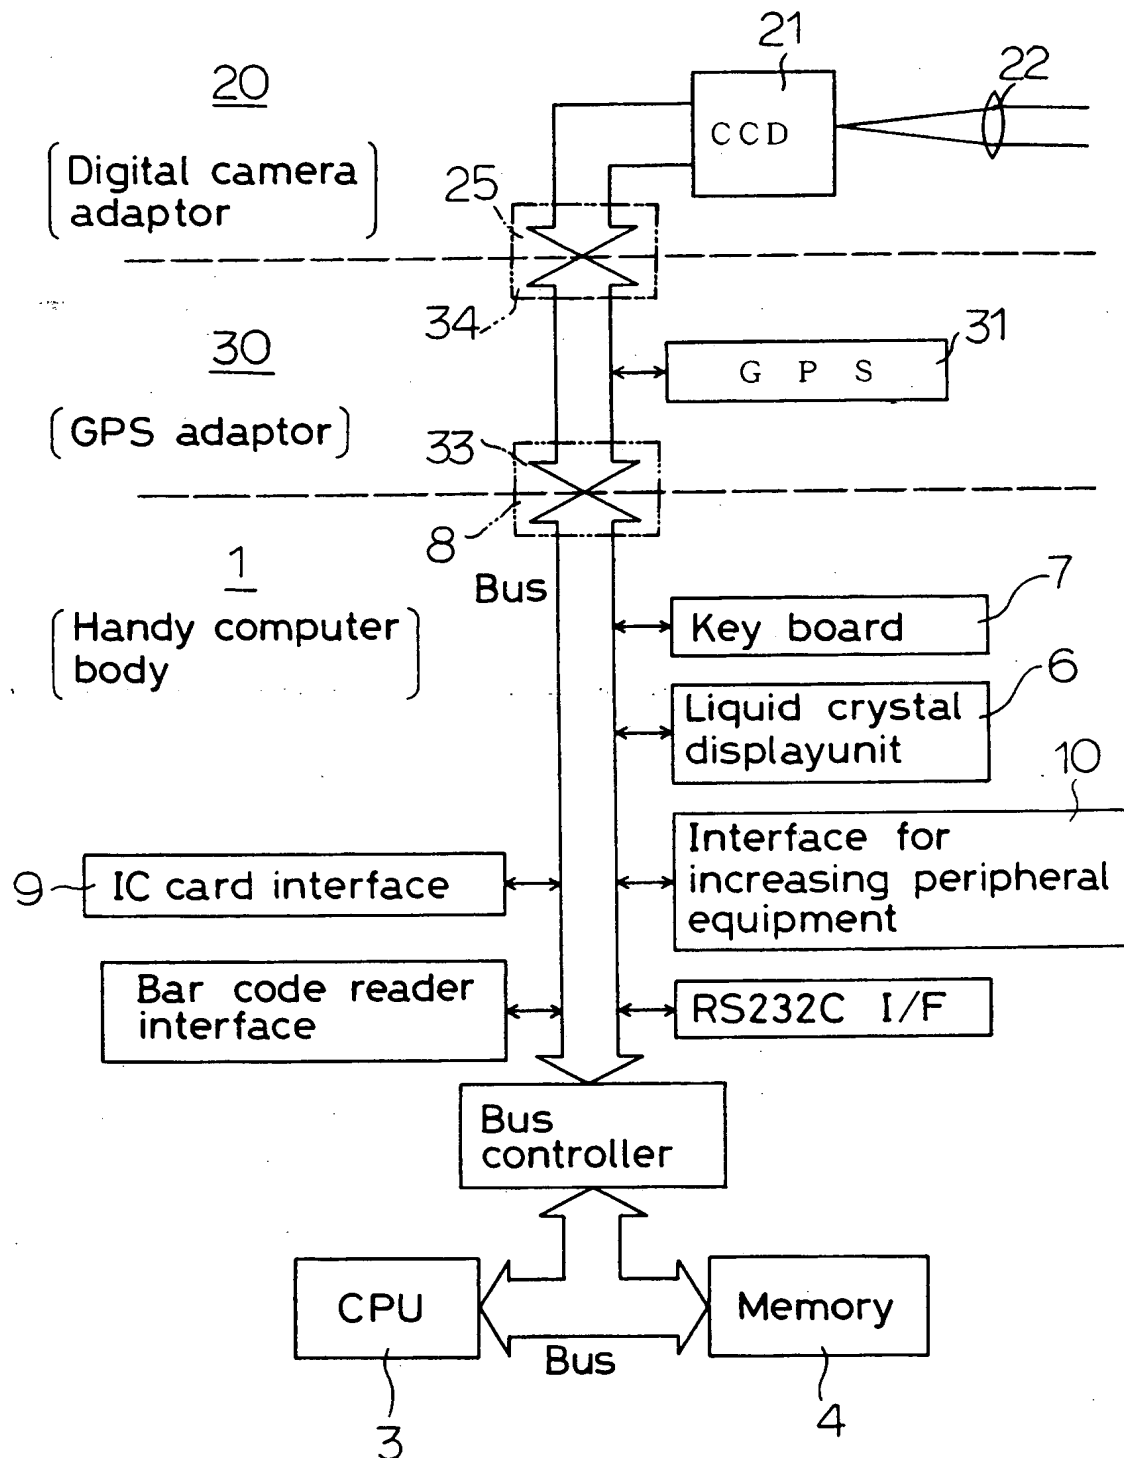 21
22
20
CCD
(Digital camera
adaptor)
25
34
30
31
G P S
(GPS adaptor)
33
8
1
Bus
7
(Handy computer
body)
Key board
6
Liquid crystal
displayunit
10
Interface for
increasing peripheral
equipment
9
IC card interface
Bar code reader
interface
RS232C I/F
Bus
controller
CPU
Memory
Bus
3
4